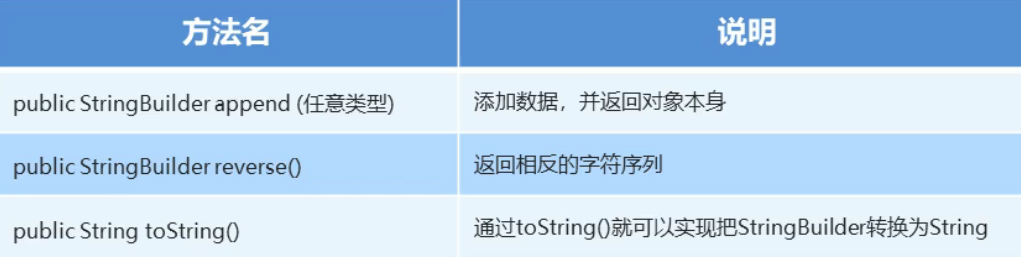 方法名 说明
public StringBuilder append (任意类型) 添加数据，并返回对象本身
public StringBuilder reverse() 返回相反的字符序列
public String toString() 通过toString()就可以实现把StringBuilder转换为String